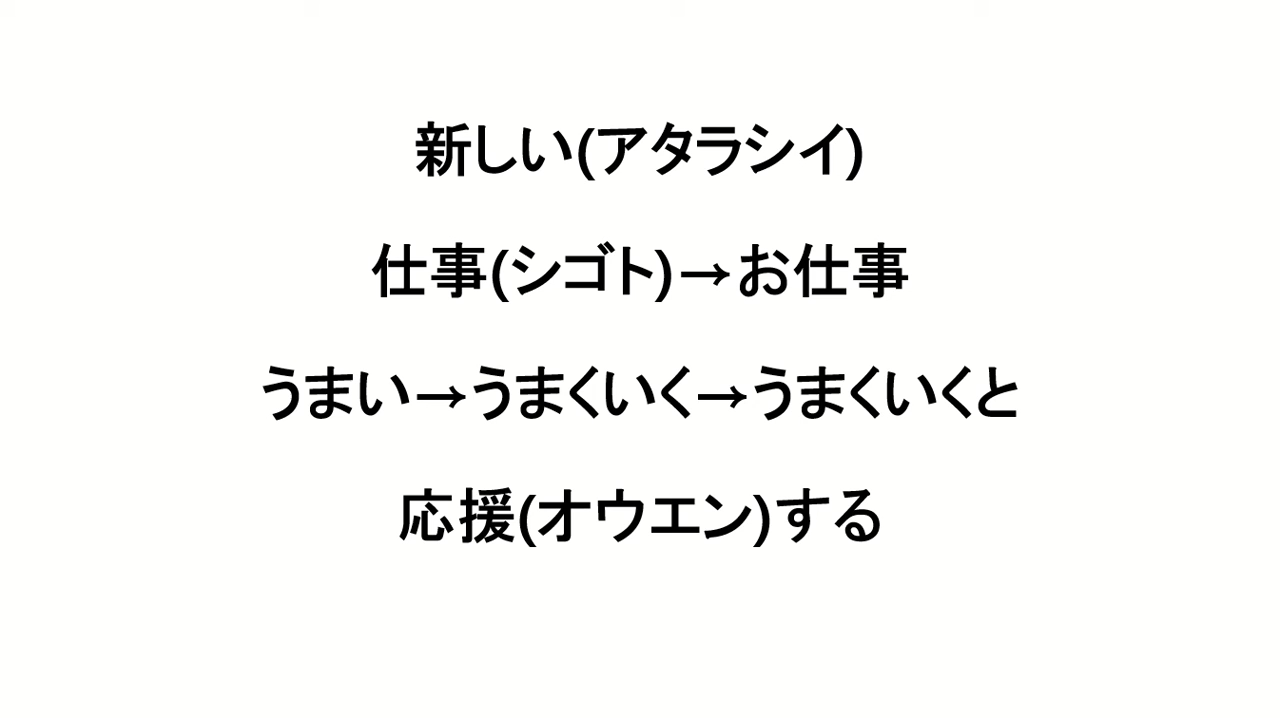 新しい(アタラシイ)
仕事(シゴト)→お仕事
うまい→うまくいく→うまくいくと
応援(オウエン)する